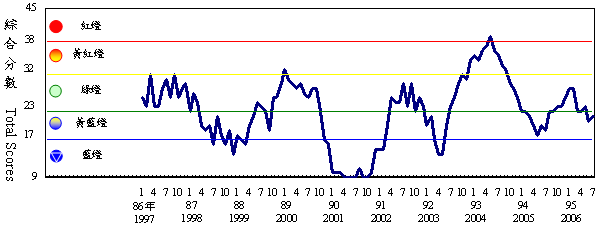 綜合分數 Total Scores
45
38
32
23
17
9
紅燈
黃紅燈
綠燈
黃藍燈
藍燈
1 4 7 10 1 4 7 10 1 4 7 10 1 4 7 10 1 4 7 10 1 4 7 10 1 4 7 10 1 4 7 10 1 4 7 10 1 4 7
86年 87 88 89 90 91 92 93 94 95
1997 1998 1999 2000 2001 2002 2003 2004 2005 2006